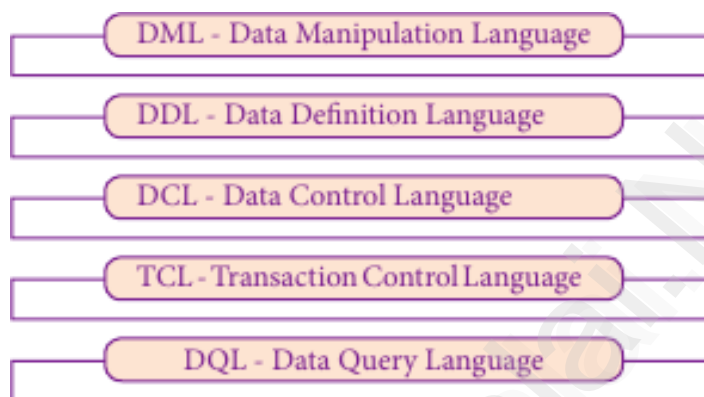 DML - Data Manipulation Language
DDL - Data Definition Language
DCL - Data Control Language
TCL - Transaction Control Language
DQL - Data Query Language